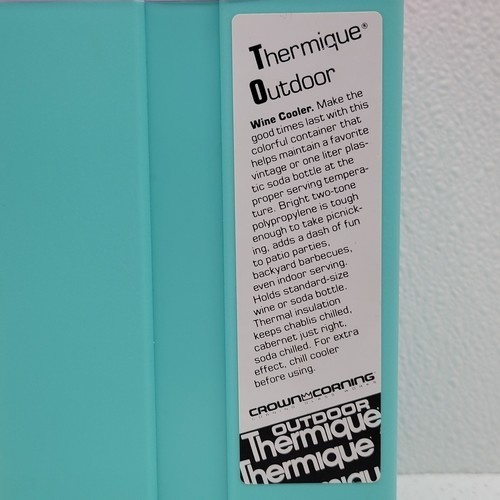 Thermique®
Outdoor
Wine Cooler. Make the
good times last with this
colorful container that
helps maintain a favorite
vintage or one liter plas-
tic soda bottle at the
proper serving tempera-
ture. Bright two-tone
polypropylene is tough
enough to take picnick-
ing, adds a dash of fun
to patio parties,
backyard barbecues,
even indoor serving.
Holds standard-size
wine or soda bottle.
Thermal insulation
keeps chablis chilled,
cabernet just right,
soda chilled. For extra
effect, chill cooler
before using.
CROWN CORNING
OUTDOOR
Thermique
Thermique